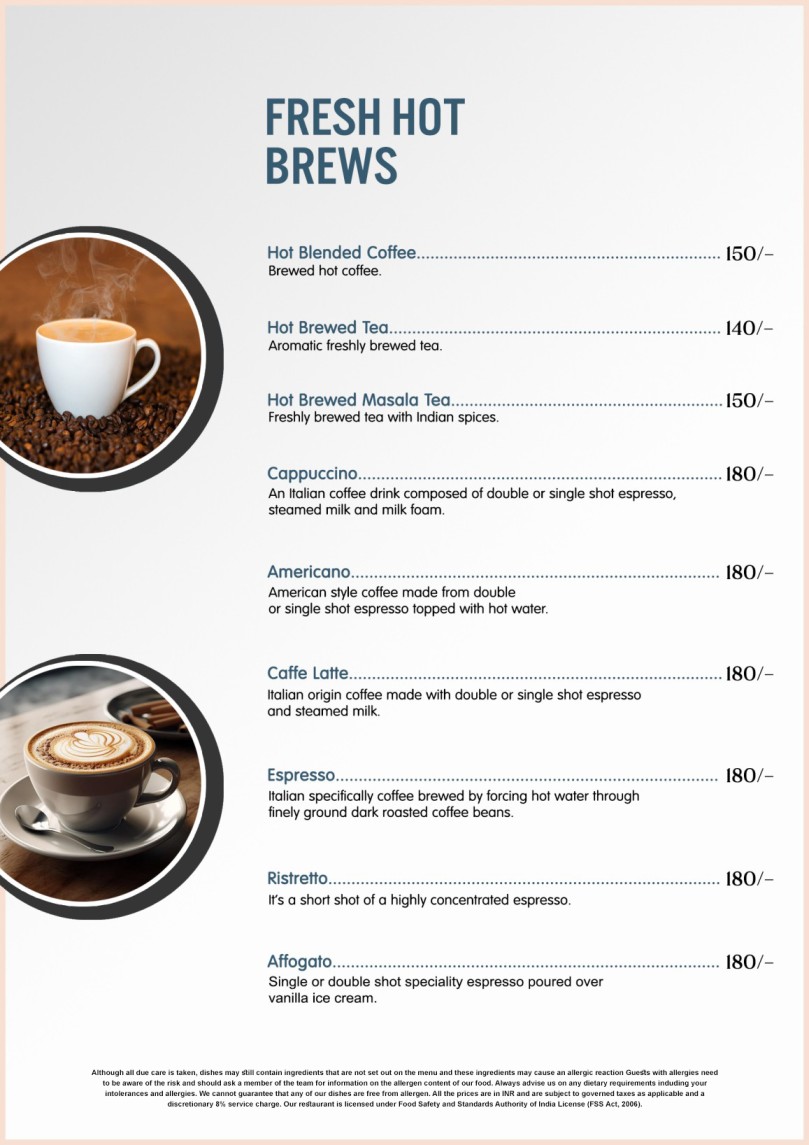 FRESH HOT
BREWS
Hot Blended Coffee.......................................................................... 150/-
Brewed hot coffee.
Hot Brewed Tea.................................................................................. 140/-
Aromatic freshly brewed tea.
Hot Brewed Masala Tea.................................................................. 150/-
Freshly brewed tea with Indian spices.
Cappuccino......................................................................................... 180/-
An Italian coffee drink composed of double or single shot espresso,
steamed milk and milk foam.
Americano.......................................................................................... 180/-
American style coffee made from double
or single shot espresso topped with hot water.
Caffe Latte........................................................................................... 180/-
Italian origin coffee made with double or single shot espresso
and steamed milk.
Espresso.............................................................................................. 180/-
Italian specifically coffee brewed by forcing hot water through
finely ground dark roasted coffee beans.
Ristretto................................................................................................ 180/-
It's a short shot of a highly concentrated espresso.
Affogato............................................................................................... 180/-
Single or double shot speciality espresso poured over
vanilla ice cream.
Although all due care is taken, dishes may still contain ingredients that are not set out on the menu and these ingredients may cause an allergic reaction Guests with allergies need
to be aware of the risk and should ask a member of the team for information on the allergen content of our food. Always advise us on any dietary requirements including your
intolerances and allergies. We cannot guarantee that any of our dishes are free from allergen. All the prices are in INR and are subject to governed taxes as applicable and a
discretionary 8% service charge. Our restaurant is licensed under Food Safety and Standards Authority of India License (FSS Act, 2006).